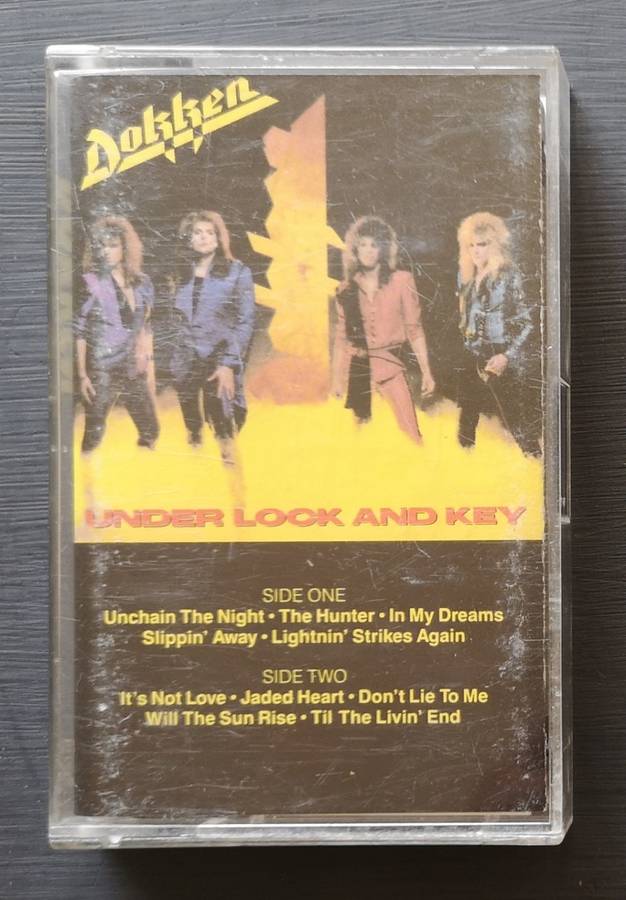 Dokken
UNDER LOCK AND KEY
SIDE ONE
Unchain The Night • The Hunter • In My Dreams
Slippin' Away • Lightnin' Strikes Again
SIDE TWO
It's Not Love • Jaded Heart • Don't Lie To Me
Will The Sun Rise • Til The Livin' End